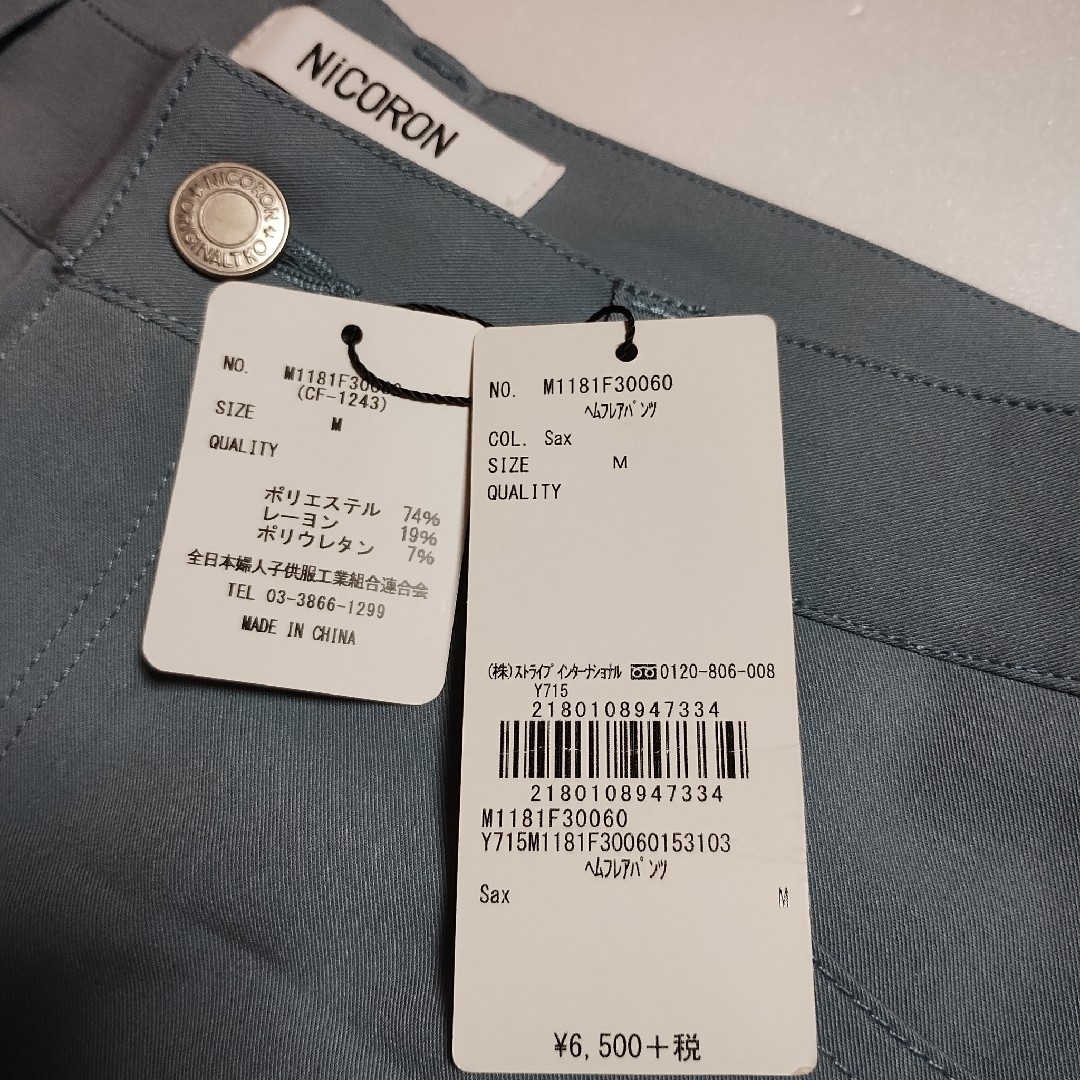 NiCORON
NICORON
NO. M1181F300
(CF-1243)
SIZE M
QUALITY
ポリエステル 74%
レーヨン 19%
ポリウレタン 7%
全日本婦人子供服工業組合連合会
TEL 03-3866-1299
MADE IN CHINA
NO. M1181F30060
ヘムフレアパンツ
COL. Sax
SIZE M
QUALITY
(株)ストライプインターナショナル 0120-806-008
Y715
2180108947334
2180108947334
M1181F30060
Y715M1181F30060153103
ヘムフレアパンツ
Sax M
¥6,500+税